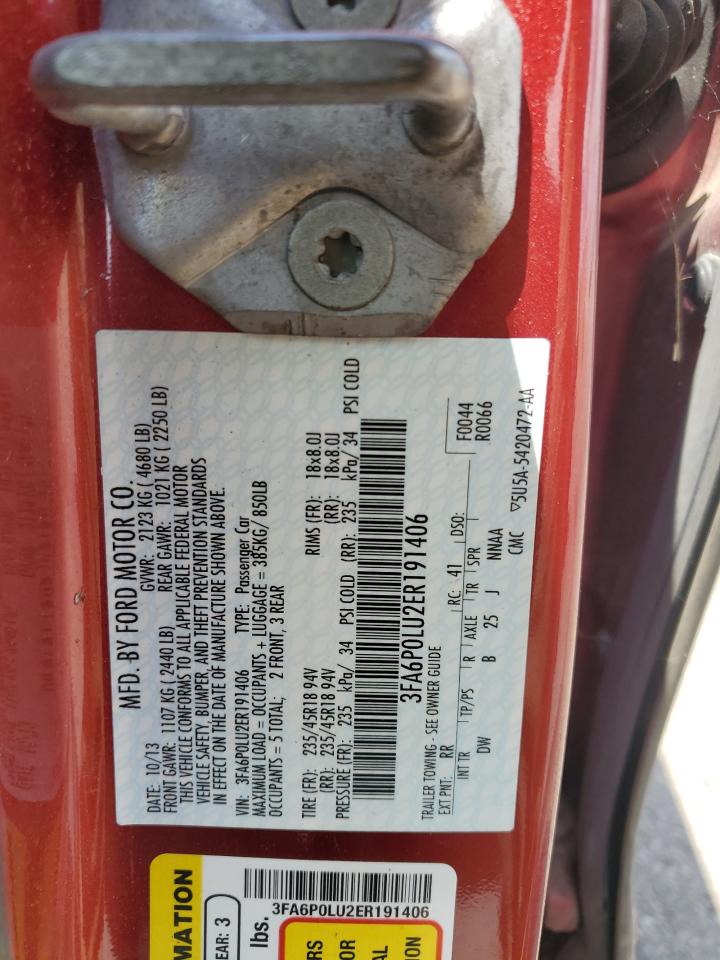 MFD. BY FORD MOTOR CO.
DATE: 10/13 GVWR: 2123 KG ( 4680 LB)
FRONT GAWR: 1107 KG ( 2440 LB) REAR GAWR: 1021 KG ( 2250 LB)
THIS VEHICLE CONFORMS TO ALL APPLICABLE FEDERAL MOTOR
VEHICLE SAFETY, BUMPER, AND THEFT PREVENTION STANDARDS
IN EFFECT ON THE DATE OF MANUFACTURE SHOWN ABOVE.
VIN: 3FA6P0LU2ER191406 TYPE: Passenger Car
MAXIMUM LOAD = OCCUPANTS + LUGGAGE = 385KG/ 850LB
OCCUPANTS = 5 TOTAL: 2 FRONT, 3 REAR
TIRE (FR): 235/45R18 94V RIMS (FR): 18x8.0J
(RR): 235/45R18 94V (RR): 18x8.0J
PRESSURE (FR): 235 kPa/ 34 PSI COLD (RR): 235 kPa/ 34 PSI COLD
3FA6P0LU2ER191406
TRAILER TOWING - SEE OWNER GUIDE
EXT PNT: RR RC: 41 DSO: F0044
R0066
INT TR TP/PS R AXLE TR SPR
DW B 25 J NNAA
CMC ▽5U5A-5420472-AA
MATION
EAR: 3
lbs.
3FA6P0LU2ER191406
RS
OR
AL
ION